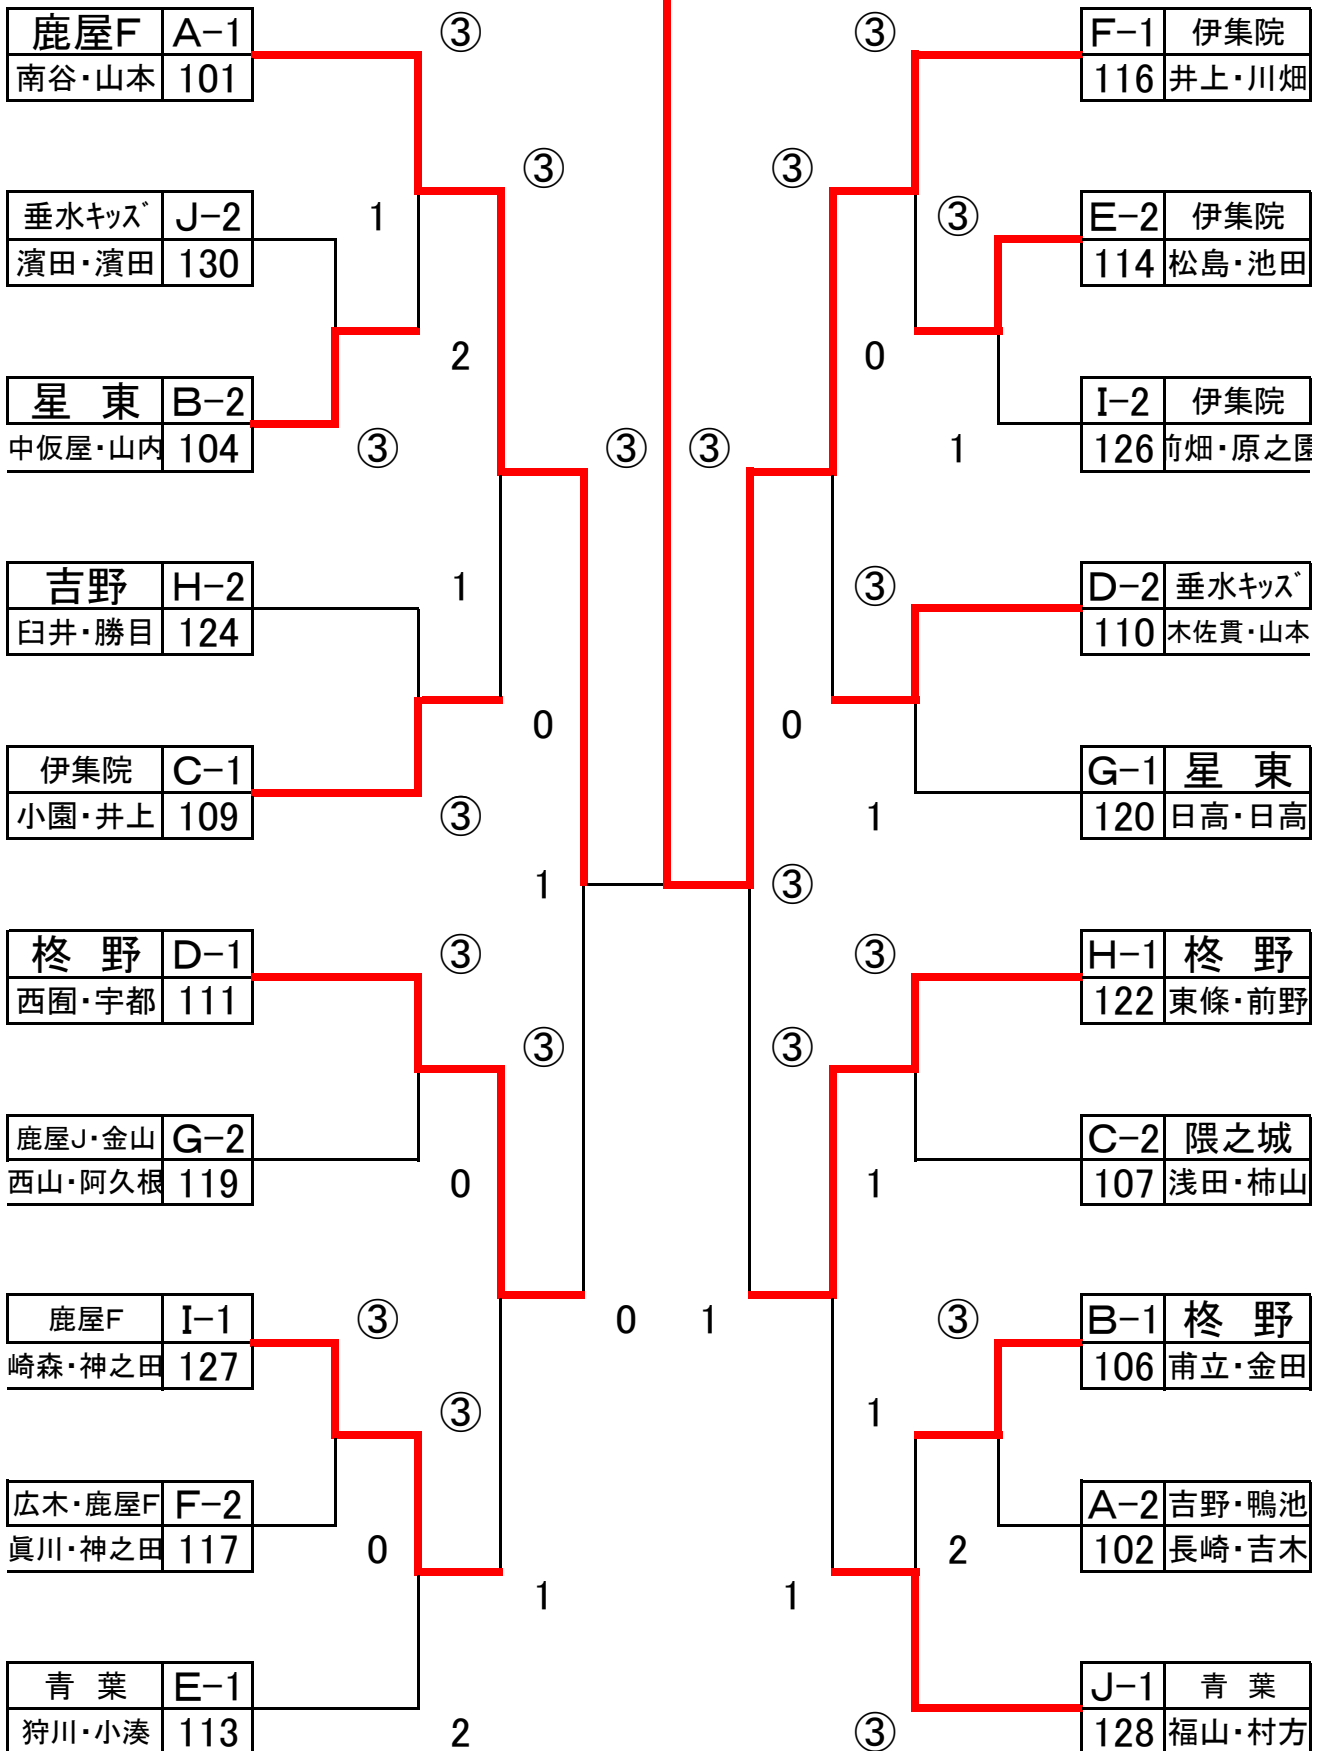 鹿屋F A-1 ③ ③ F-1 伊集院
南谷・山本 101 116 井上・川畑
③ ③
垂水キッズ J-2 1 ③ E-2 伊集院
濱田・濱田 130 114 松島・池田
2 0
星 東 B-2 I-2 伊集院
中仮屋・山内 104 ③ ③ ③ 1 126 前畑・原之園
吉野 H-2 1 ③ D-2 垂水キッズ
臼井・勝目 124 110 木佐貫・山本
0 0
伊集院 C-1 G-1 星 東
小園・井上 109 ③ 1 120 日高・日高
1 ③
柊 野 D-1 ③ ③ H-1 柊 野
西囿・宇都 111 122 東條・前野
③ ③
鹿屋J・金山 G-2 C-2 隈之城
西山・阿久根 119 0 1 107 浅田・柿山
鹿屋F I-1 ③ 0 1 ③ B-1 柊 野
崎森・神之田 127 106 甫立・金田
③ 1
広木・鹿屋F F-2 A-2 吉野・鴨池
眞川・神之田 117 0 2 102 長崎・吉木
1 1
青 葉 E-1 J-1 青 葉
狩川・小湊 113 2 ③ 128 福山・村方